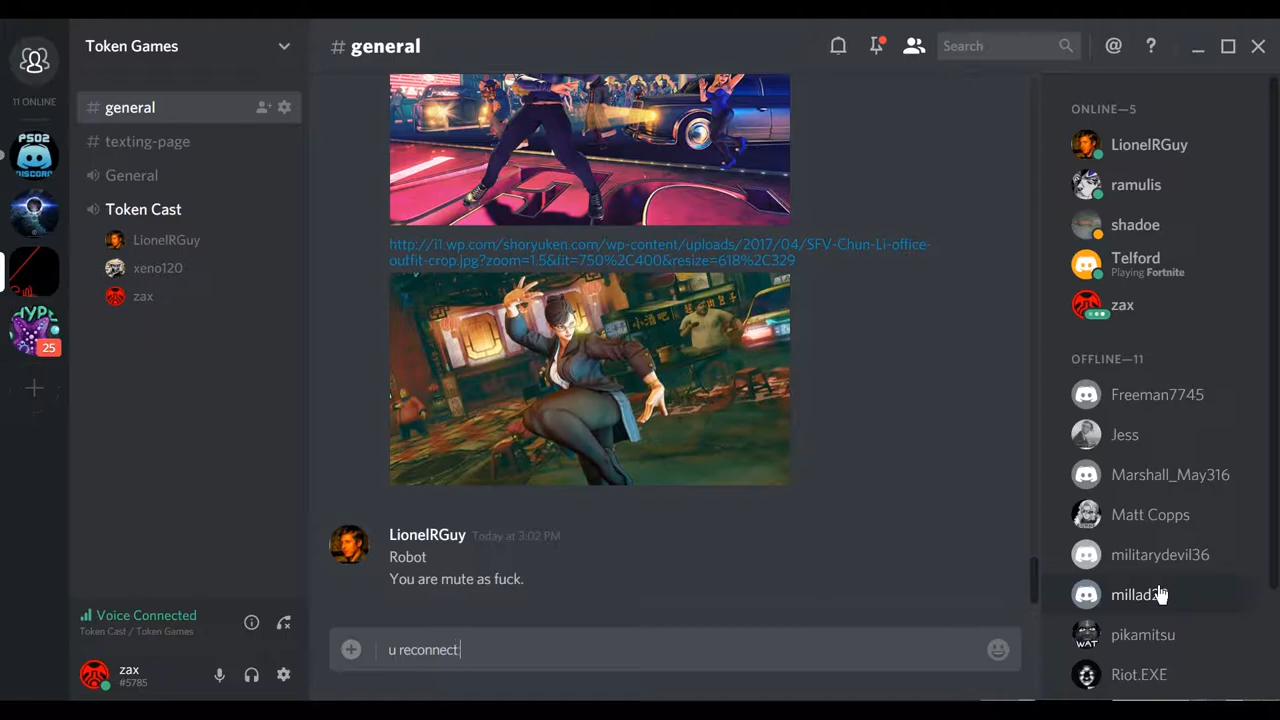 Token Games
# general
Search
@
?
11 ONLINE
PSO2
DISCORD
HYPE
25
# general
# texting-page
General
Token Cast
LionelRGuy
xeno120
zax
Voice Connected
Token Cast / Token Games
zax
#5785
http://i1.wp.com/shoryuken.com/wp-content/uploads/2017/04/SFV-Chun-Li-office-
outfit-crop.jpg?zoom=1.5&fit=750%2C400&resize=618%2C329
LionelRGuy Today at 3:02 PM
Robot
You are mute as fuck.
u reconnect
ONLINE—5
LionelRGuy
ramulis
shadoe
Telford
Playing Fortnite
zax
OFFLINE—11
Freeman7745
Jess
Marshall_May316
Matt Copps
militarydevil36
pikamitsu
WAT
Riot.EXE